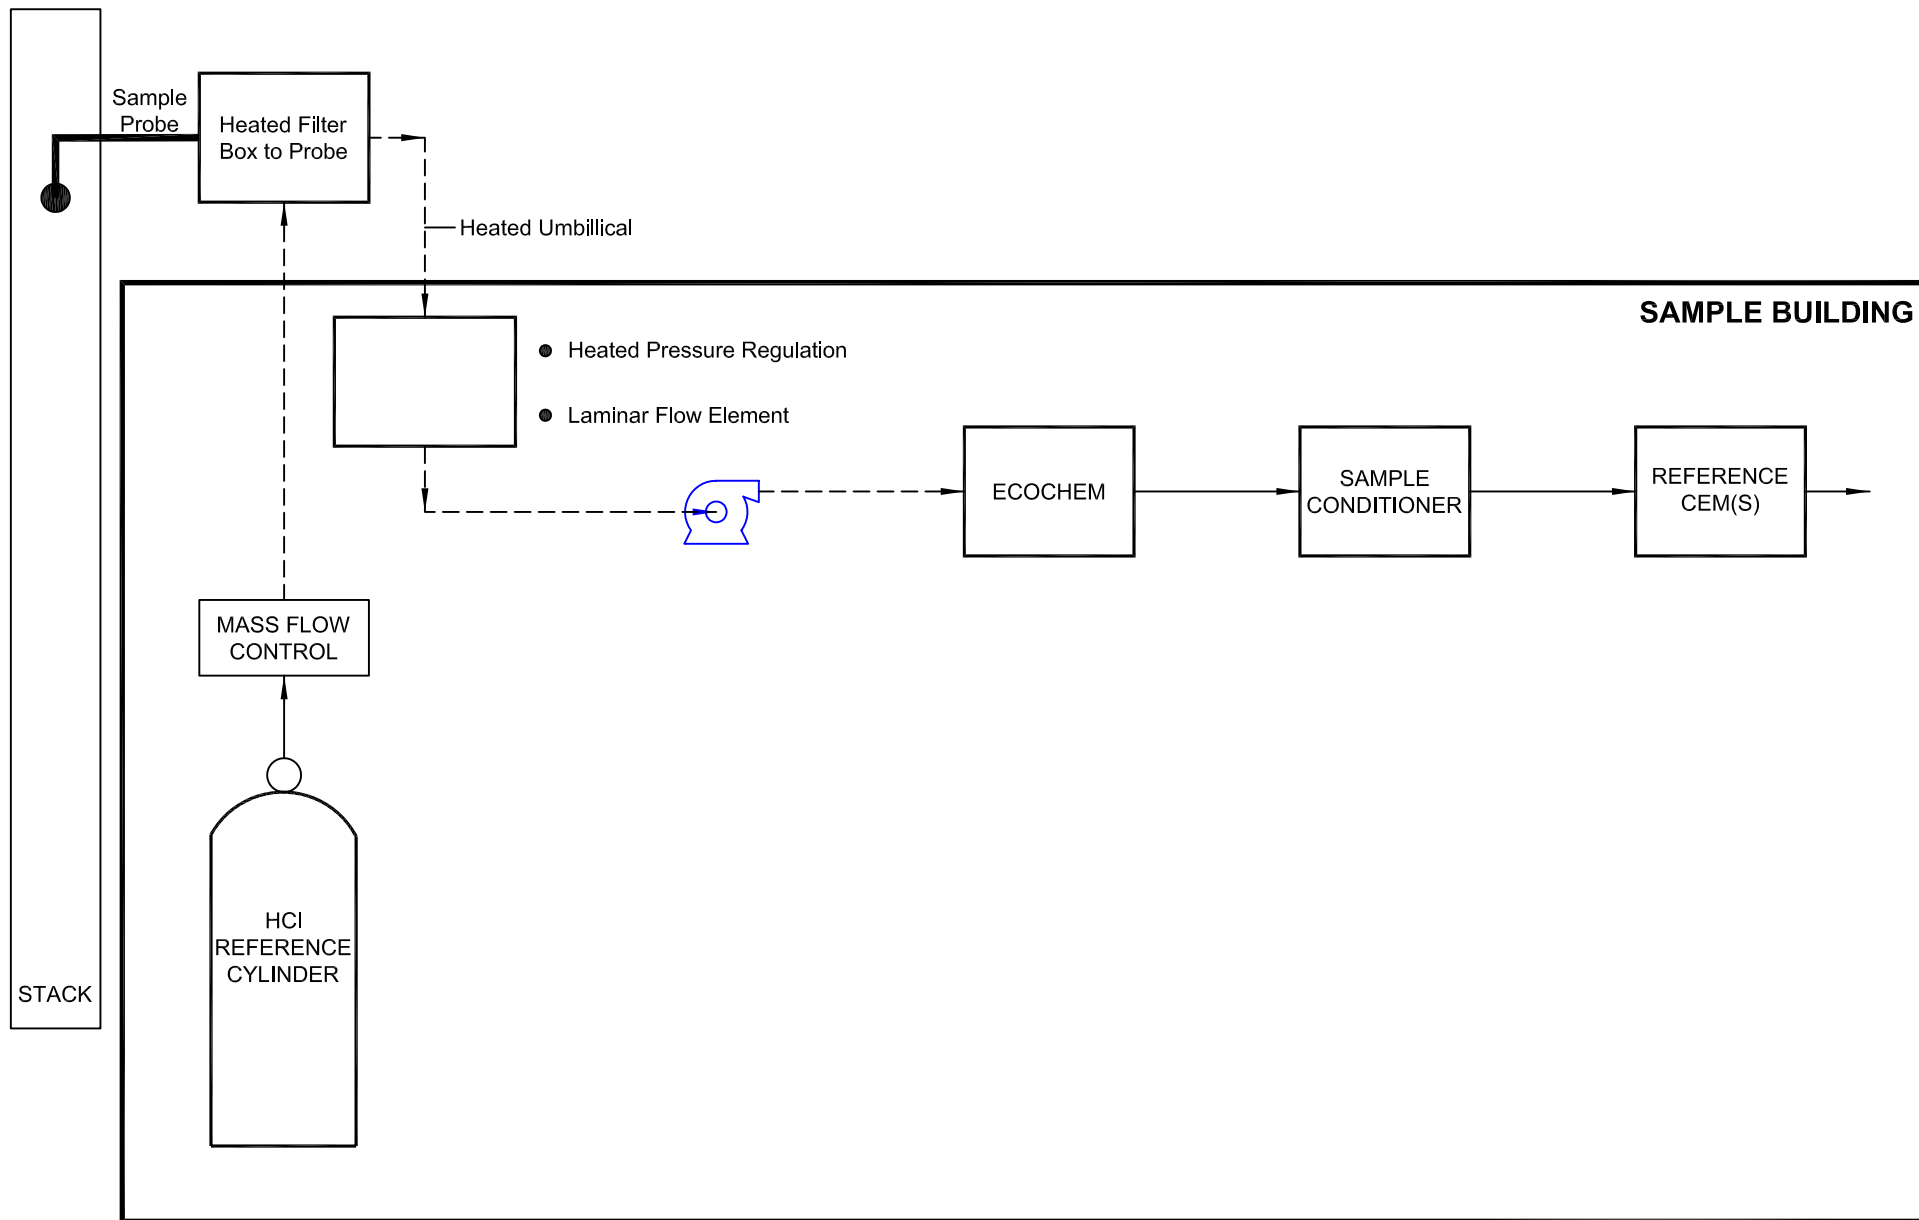 Sample
Probe
Heated Filter
Box to Probe
Heated Umbillical
SAMPLE BUILDING
Heated Pressure Regulation
Laminar Flow Element
ECOCHEM
SAMPLE
CONDITIONER
REFERENCE
CEM(S)
MASS FLOW
CONTROL
HCl
REFERENCE
CYLINDER
STACK